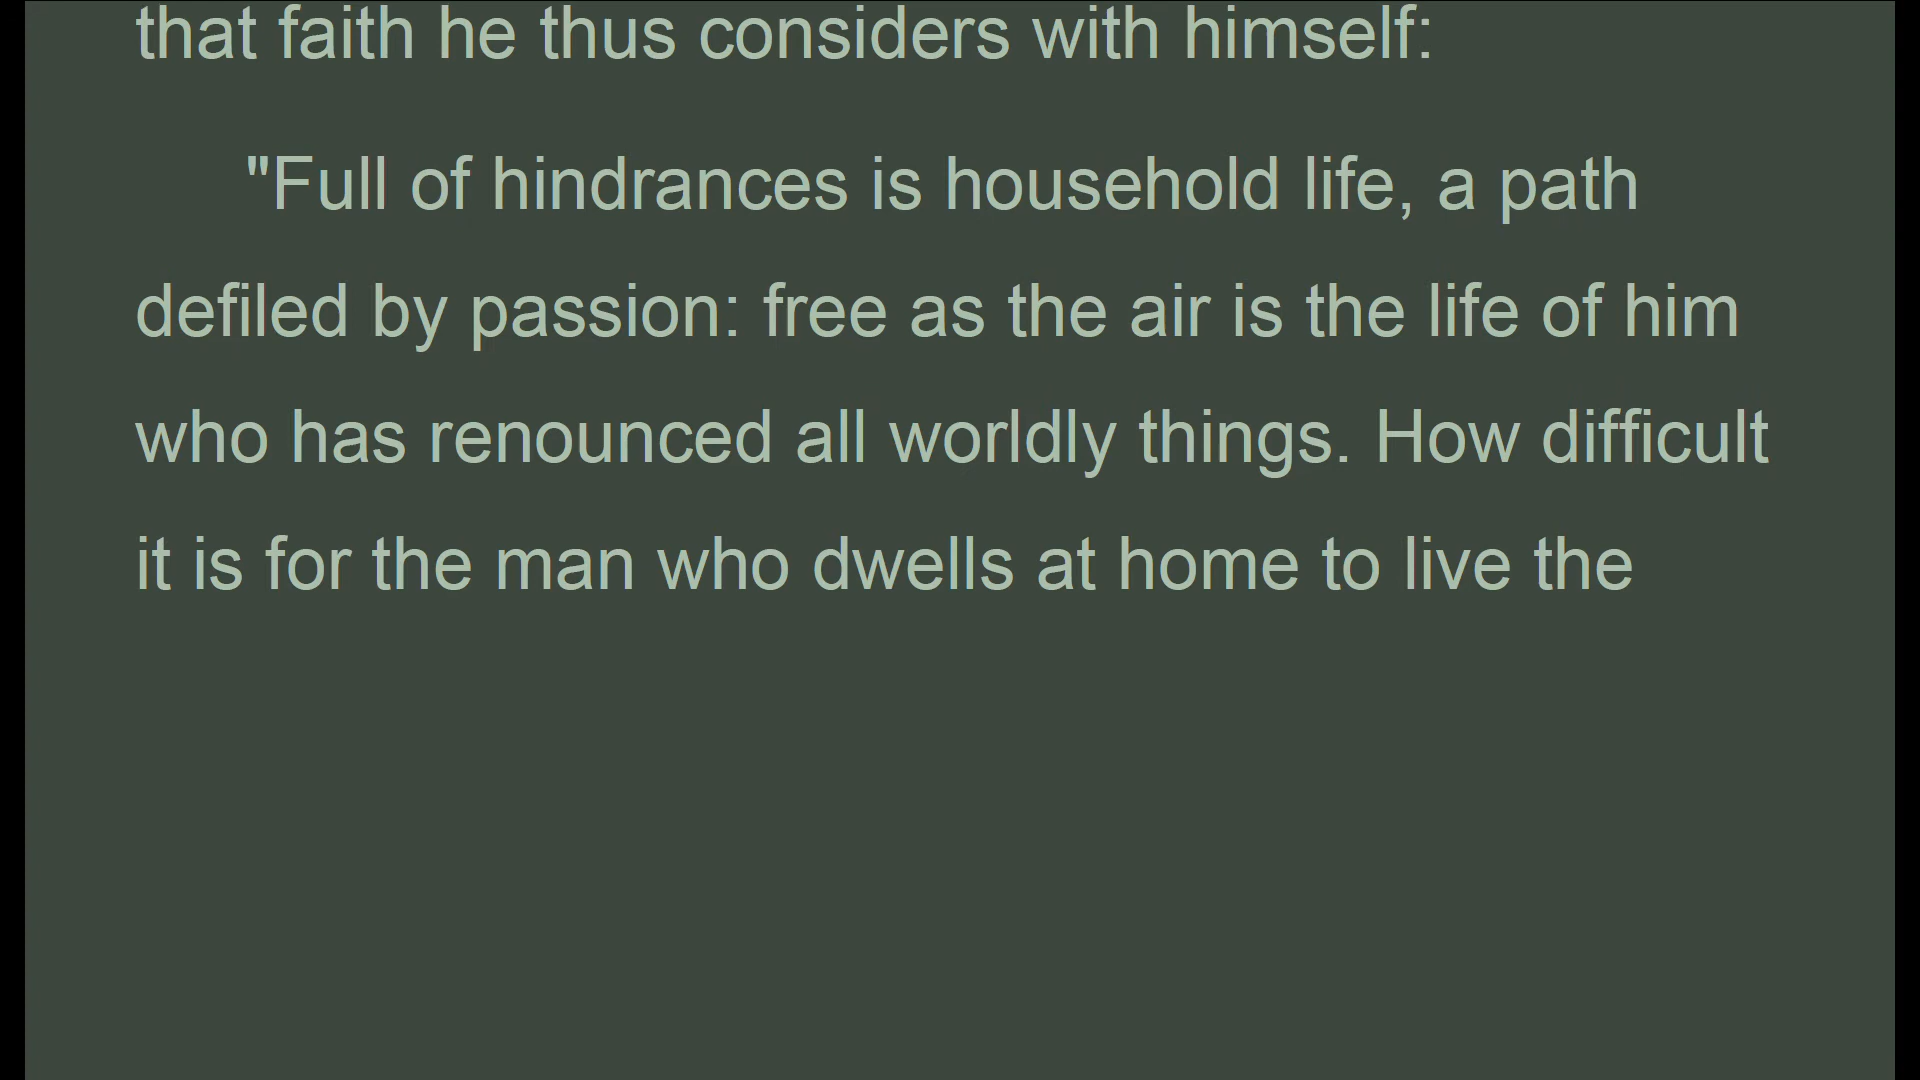 that faith he thus considers with himself:
"Full of hindrances is household life, a path
defiled by passion: free as the air is the life of him
who has renounced all worldly things. How difficult
it is for the man who dwells at home to live the